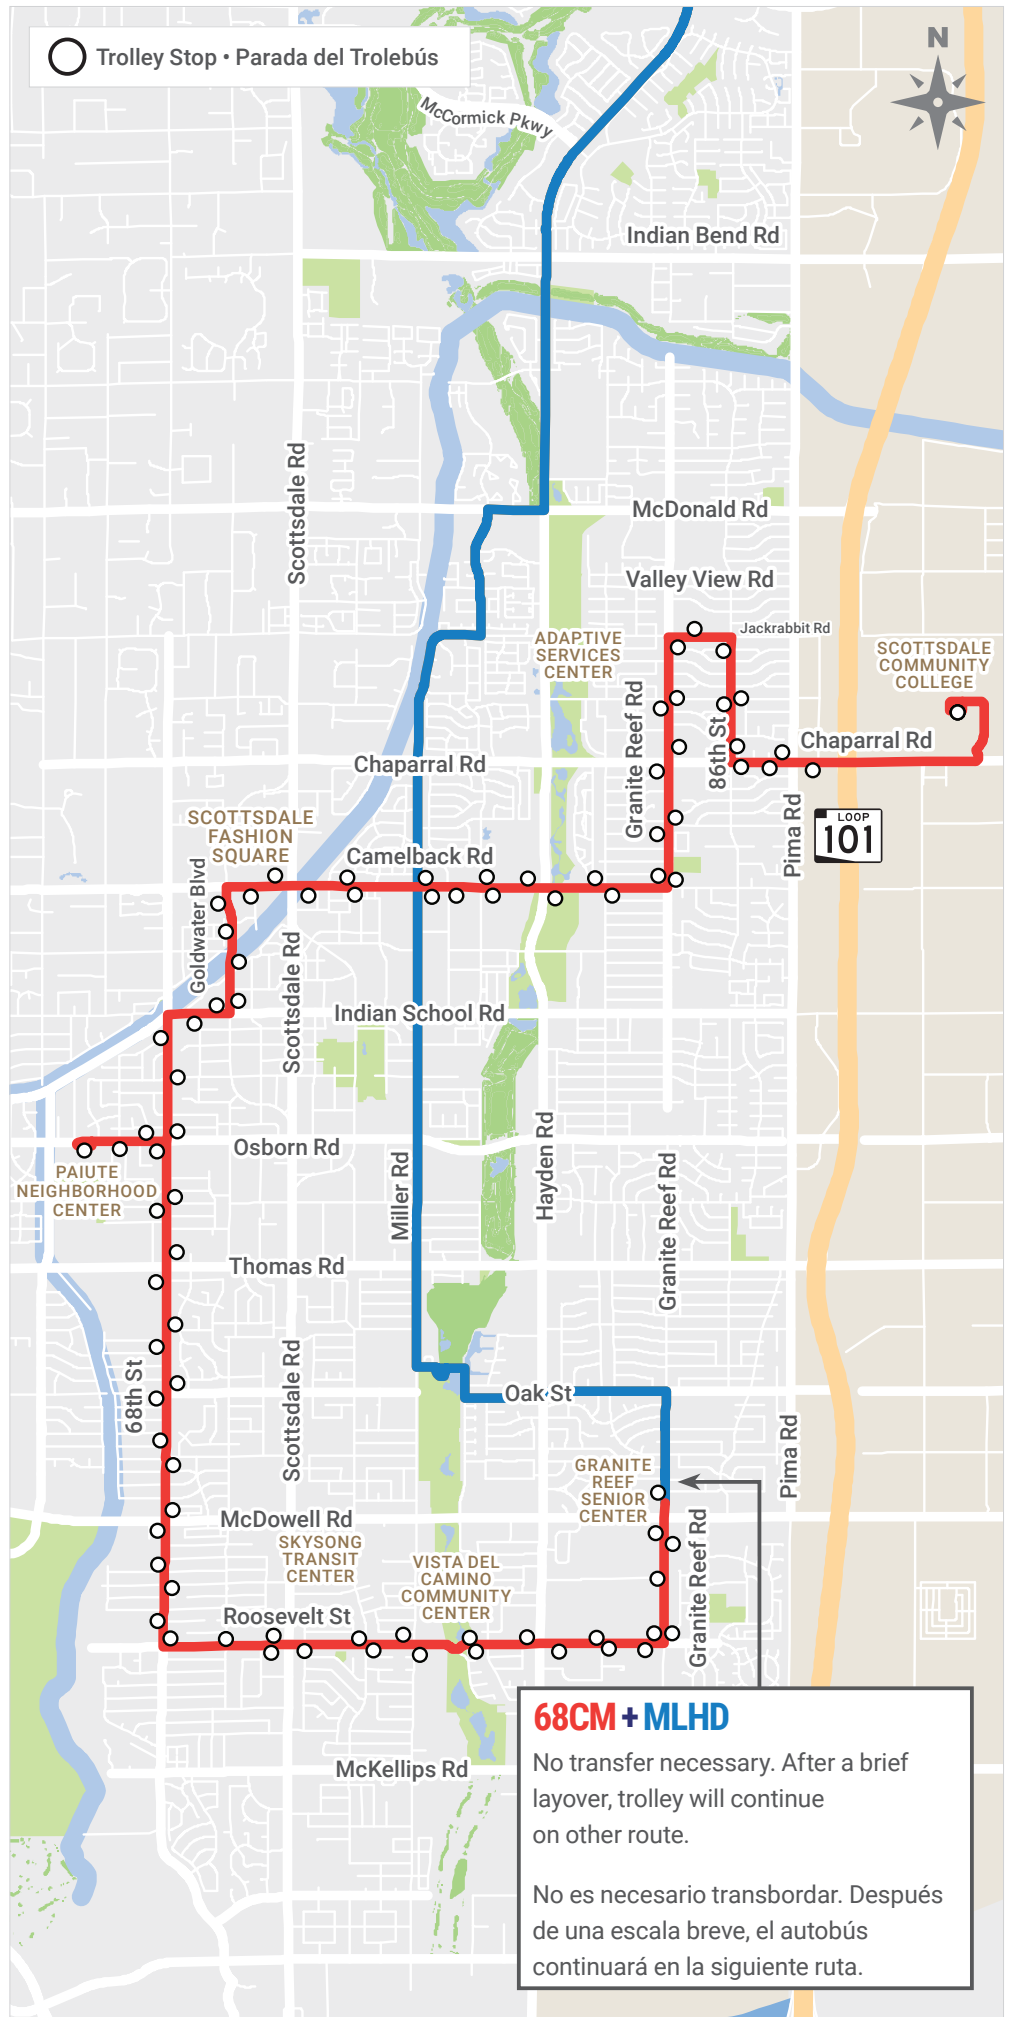 Trolley Stop • Parada del Trolebús
N
McCormick Pkwy
Indian Bend Rd
Scottsdale Rd
McDonald Rd
Valley View Rd
Jackrabbit Rd
ADAPTIVE
SERVICES
CENTER
SCOTTSDALE
COMMUNITY
COLLEGE
Granite Reef Rd
86th St
Chaparral Rd
Chaparral Rd
Pima Rd
LOOP
101
SCOTTSDALE
FASHION
SQUARE
Camelback Rd
Goldwater Blvd
Scottsdale Rd
Indian School Rd
Osborn Rd
PAIUTE
NEIGHBORHOOD
CENTER
Miller Rd
Hayden Rd
Granite Reef Rd
Thomas Rd
68th St
Scottsdale Rd
Oak St
Pima Rd
GRANITE
REEF
SENIOR
CENTER
McDowell Rd
SKYSONG
TRANSIT
CENTER
VISTA DEL
CAMINO
COMMUNITY
CENTER
Granite Reef Rd
Roosevelt St
McKellips Rd
68CM + MLHD
No transfer necessary. After a brief
layover, trolley will continue
on other route.
No es necesario transbordar. Después
de una escala breve, el autobús
continuará en la siguiente ruta.